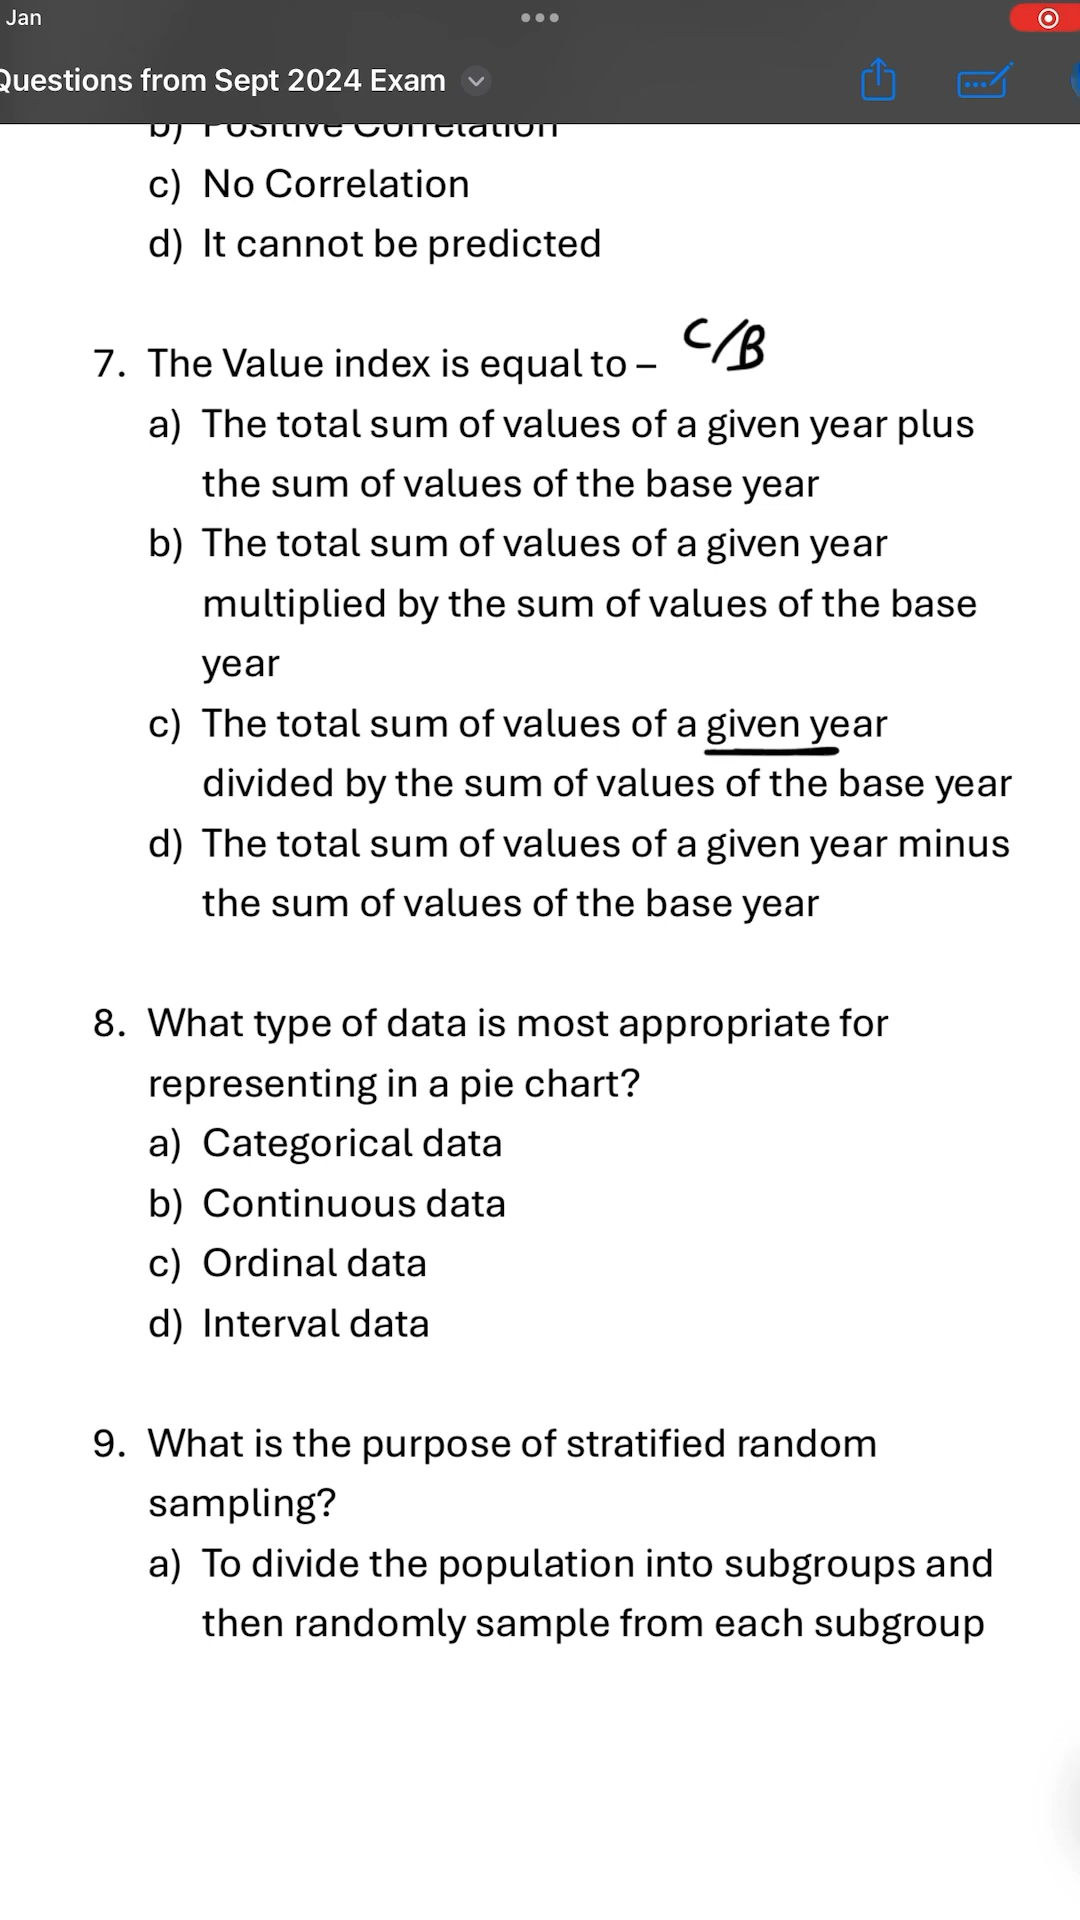 Jan
Questions from Sept 2024 Exam
b) Positive Correlation
c) No Correlation
d) It cannot be predicted
7. The Value index is equal to – C/B
a) The total sum of values of a given year plus
the sum of values of the base year
b) The total sum of values of a given year
multiplied by the sum of values of the base
year
c) The total sum of values of a given year
divided by the sum of values of the base year
d) The total sum of values of a given year minus
the sum of values of the base year
8. What type of data is most appropriate for
representing in a pie chart?
a) Categorical data
b) Continuous data
c) Ordinal data
d) Interval data
9. What is the purpose of stratified random
sampling?
a) To divide the population into subgroups and
then randomly sample from each subgroup